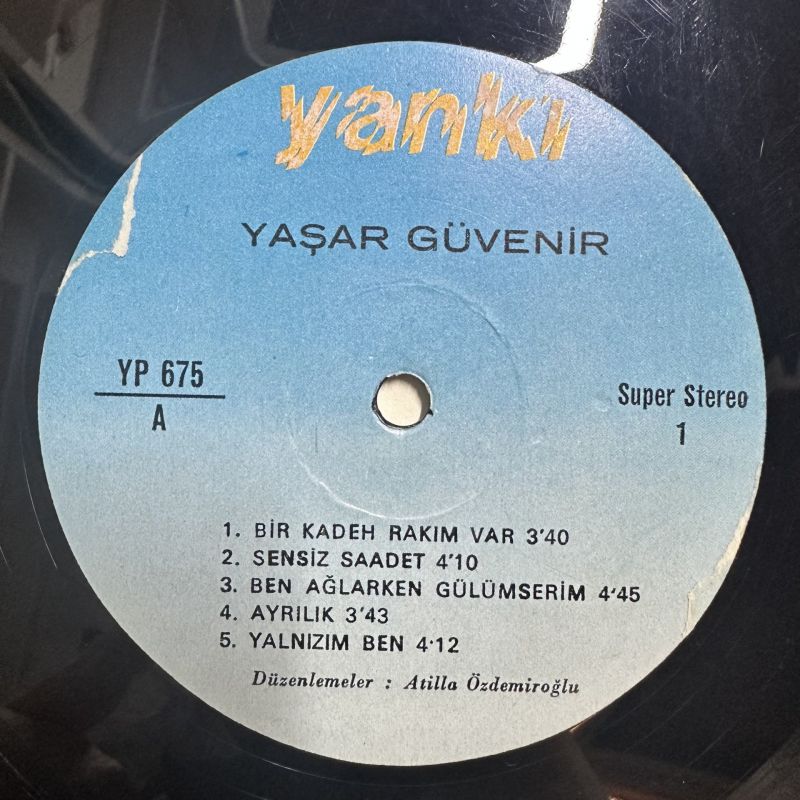 yankı
YAŞAR GÜVENİR
YP 675
A
Super Stereo
1
1. BİR KADEH RAKIM VAR 3'40
2. SENSİZ SAADET 4'10
3. BEN AĞLARKEN GÜLÜMSERİM 4'45
4. AYRILIK 3'43
5. YALNIZIM BEN 4'12
Düzenlemeler : Atilla Özdemiroğlu